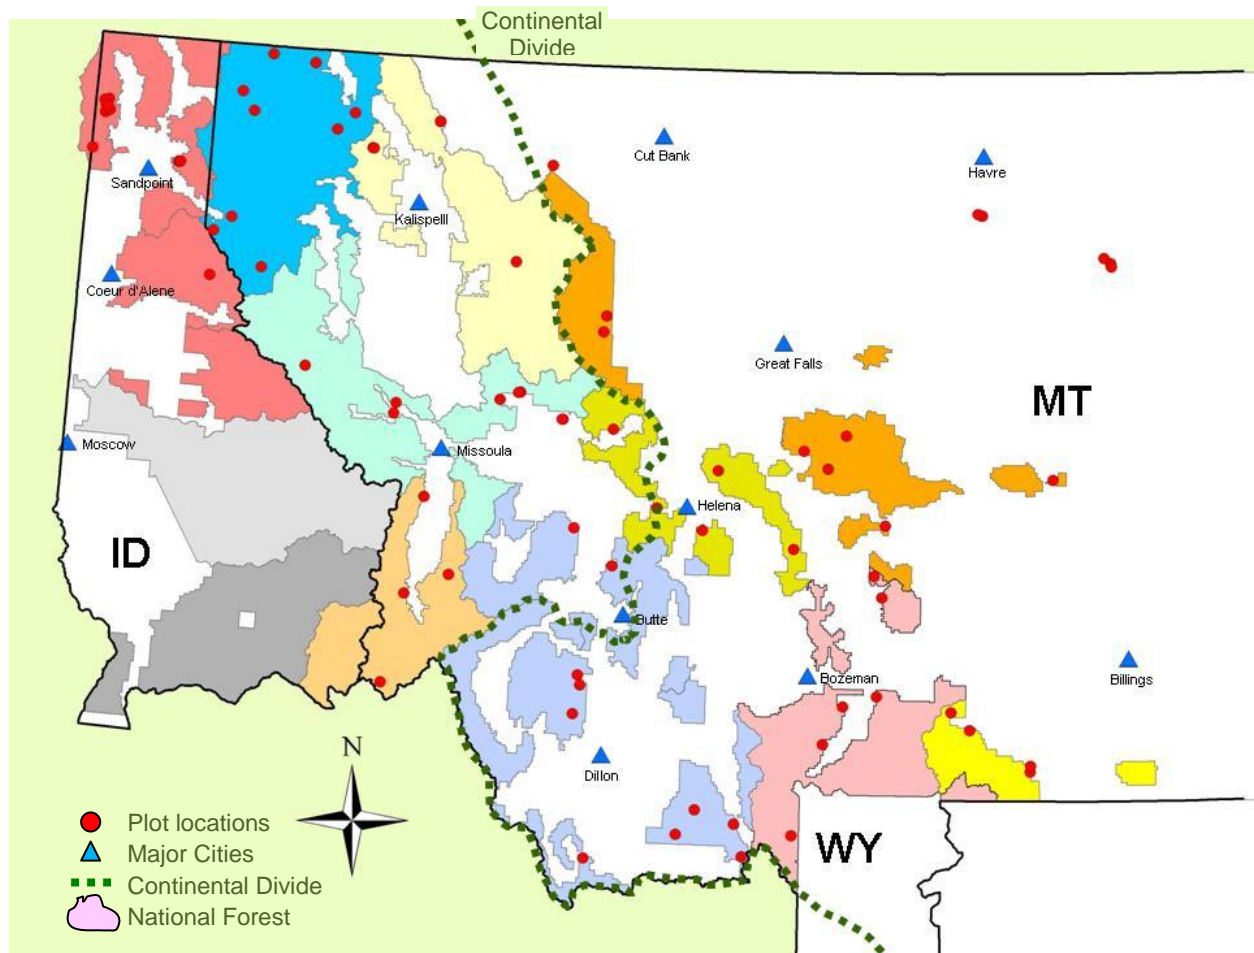 Continental
Divide
Cut Bank
Havre
Sandpoint
Kalispelll
Coeur d'Alene
Great Falls
MT
Moscow
Missoula
Helena
ID
Butte
Bozeman
Billings
N
Dillon
Plot locations
Major Cities
WY
Continental Divide
National Forest